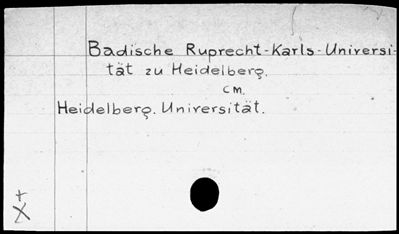 Badische Ruprecht-Karls-Universi-
tät zu Heidelberg.
cm.
Heidelberg. Universität.
+
X